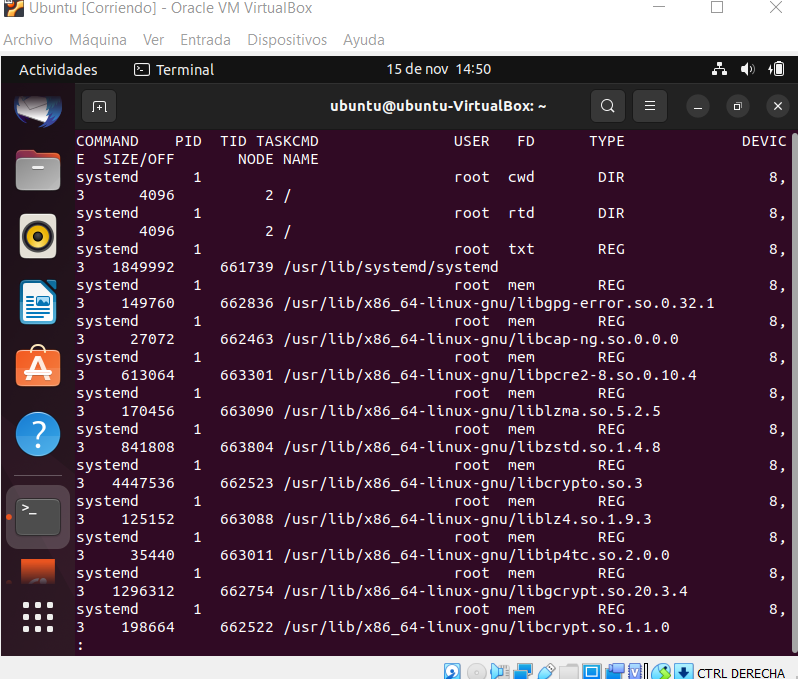 Ubuntu [Corriendo] - Oracle VM VirtualBox
Archivo Máquina Ver Entrada Dispositivos Ayuda
Actividades Terminal 15 de nov 14:50
ubuntu@ubuntu-VirtualBox: ~
COMMAND PID TID TASKCMD USER FD TYPE DEVIC
E SIZE/OFF NODE NAME
systemd 1 root cwd DIR 8,
3 4096 2 /
systemd 1 root rtd DIR 8,
3 4096 2 /
systemd 1 root txt REG 8,
3 1849992 661739 /usr/lib/systemd/systemd
systemd 1 root mem REG 8,
3 149760 662836 /usr/lib/x86_64-linux-gnu/libgpg-error.so.0.32.1
systemd 1 root mem REG 8,
3 27072 662463 /usr/lib/x86_64-linux-gnu/libcap-ng.so.0.0.0
systemd 1 root mem REG 8,
3 613064 663301 /usr/lib/x86_64-linux-gnu/libpcre2-8.so.0.10.4
systemd 1 root mem REG 8,
3 170456 663090 /usr/lib/x86_64-linux-gnu/liblzma.so.5.2.5
systemd 1 root mem REG 8,
3 841808 663804 /usr/lib/x86_64-linux-gnu/libzstd.so.1.4.8
systemd 1 root mem REG 8,
3 4447536 662523 /usr/lib/x86_64-linux-gnu/libcrypto.so.3
systemd 1 root mem REG 8,
3 125152 663088 /usr/lib/x86_64-linux-gnu/liblz4.so.1.9.3
systemd 1 root mem REG 8,
3 35440 663011 /usr/lib/x86_64-linux-gnu/libip4tc.so.2.0.0
systemd 1 root mem REG 8,
3 1296312 662754 /usr/lib/x86_64-linux-gnu/libgcrypt.so.20.3.4
systemd 1 root mem REG 8,
3 198664 662522 /usr/lib/x86_64-linux-gnu/libcrypt.so.1.1.0
:
CTRL DERECHA